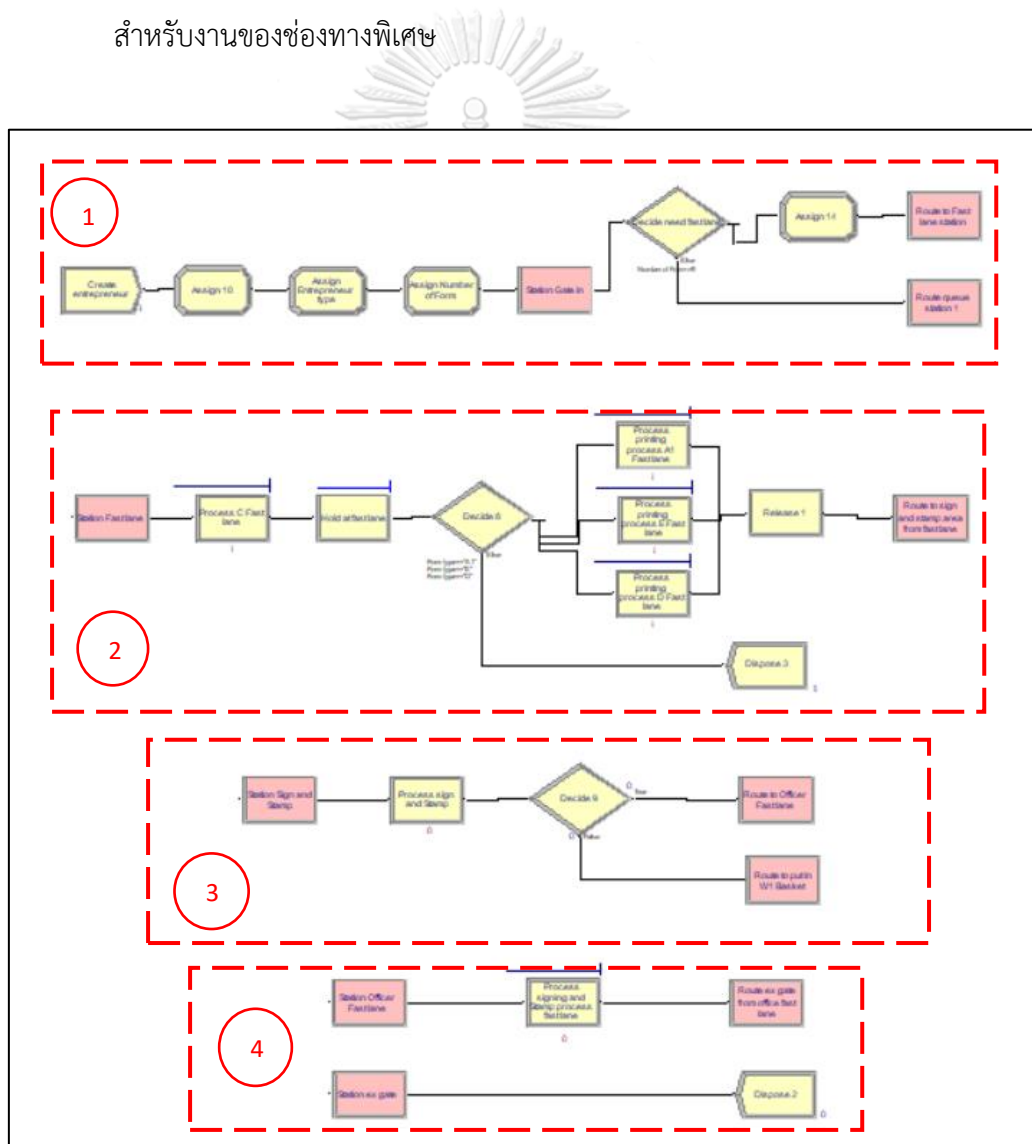 สำหรับงานของช่องทางพิเศษ
1
Create
entrepreneur
Assign 10
Assign
Entrepreneur
type
Assign Number
of Form
Station Gate in
Decide need fastlane
Else
Assign 14
Route to Fast
lane station
Route queue
station 1
2
Station Fastlane
Process C Fast
lane
Hold at fastlane
Decide 8
Else
Process
printing
process A1
Fastlane
Process
printing
process E Fast
lane
Process
printing
process D Fast
lane
Release 1
Route to sign
and stamp area
from fastlane
Dispose 3
3
Station Sign and
Stamp
Process sign
and Stamp
0
Decide 9
0
True
0
False
Route to Officer
Fastlane
Route to put in
W1 Basket
4
Station Officer
Fastlane
Process
signing and
Stamp process
fastlane
0
Route ex gate
from office fast
lane
Station ex gate
Dispose 2
0